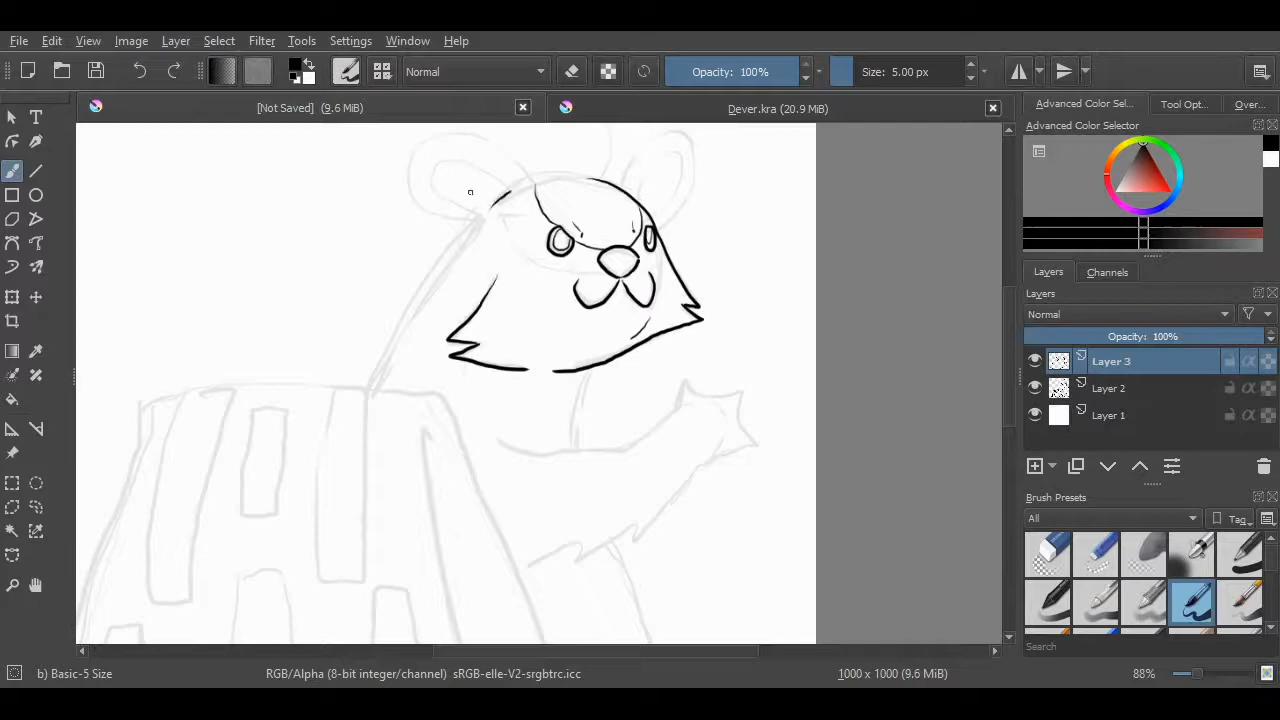 File Edit View Image Layer Select Filter Tools Settings Window Help
Normal Opacity: 100% Size: 5.00 px
[Not Saved] (9.6 MiB) Dever.kra (20.9 MiB) Advanced Color Sel... Tool Opt... Over...
Advanced Color Selector
Layers Channels
Layers
Normal
Opacity: 100%
Layer 3
Layer 2
Layer 1
Brush Presets
All Tag
Search
b) Basic-5 Size RGB/Alpha (8-bit integer/channel) sRGB-elle-V2-srgbtrc.icc 1000 x 1000 (9.6 MiB) 88%